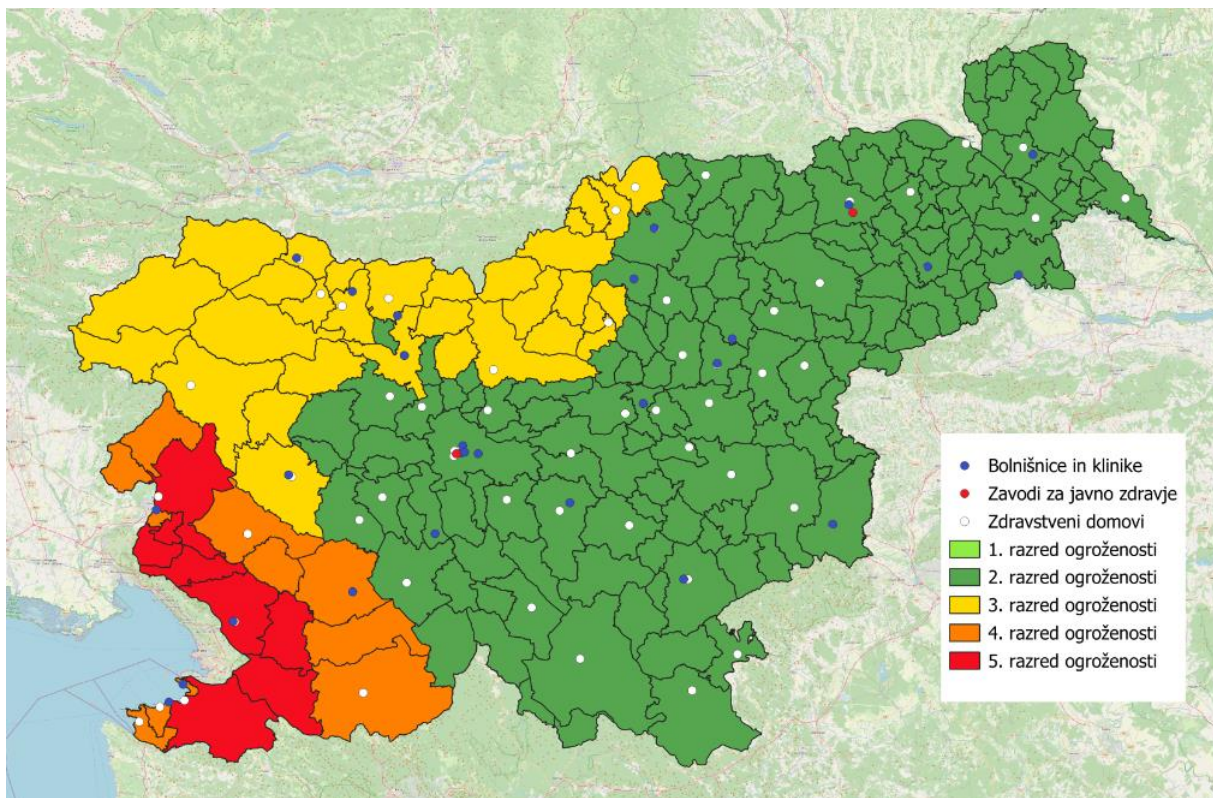 Bolnišnice in klinike
Zavodi za javno zdravje
Zdravstveni domovi
1. razred ogroženosti
2. razred ogroženosti
3. razred ogroženosti
4. razred ogroženosti
5. razred ogroženosti